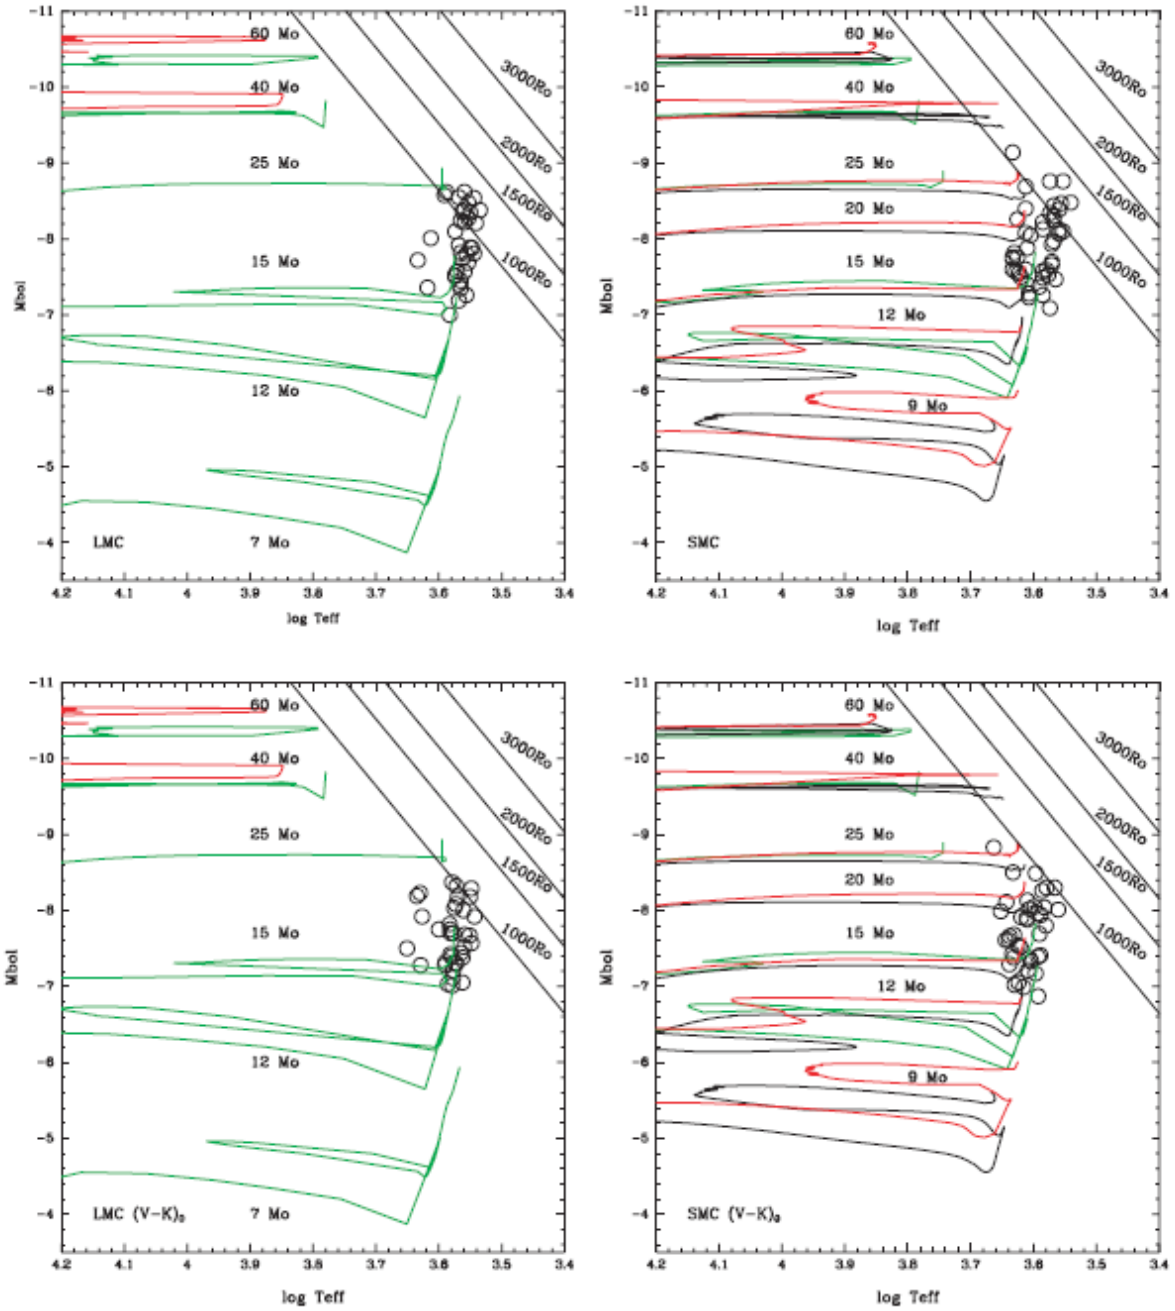 -11
-10
-9
-8
-7
-6
-5
-4
Mbol
60 Mo
40 Mo
25 Mo
15 Mo
12 Mo
7 Mo
LMC
3000Ro
2000Ro
1500Ro
1000Ro
4.2 4.1 4 3.9 3.8 3.7 3.6 3.5 3.4
log Teff
-11
-10
-9
-8
-7
-6
-5
-4
Mbol
60 Mo
40 Mo
25 Mo
20 Mo
15 Mo
12 Mo
9 Mo
SMC
3000Ro
2000Ro
1500Ro
1000Ro
4.2 4.1 4 3.9 3.8 3.7 3.6 3.5 3.4
log Teff
-11
-10
-9
-8
-7
-6
-5
-4
Mbol
60 Mo
40 Mo
25 Mo
15 Mo
12 Mo
7 Mo
LMC (V-K)₀
3000Ro
2000Ro
1500Ro
1000Ro
4.2 4.1 4 3.9 3.8 3.7 3.6 3.5 3.4
log Teff
-11
-10
-9
-8
-7
-6
-5
-4
Mbol
60 Mo
40 Mo
25 Mo
20 Mo
15 Mo
12 Mo
9 Mo
SMC (V-K)₀
3000Ro
2000Ro
1500Ro
1000Ro
4.2 4.1 4 3.9 3.8 3.7 3.6 3.5 3.4
log Teff